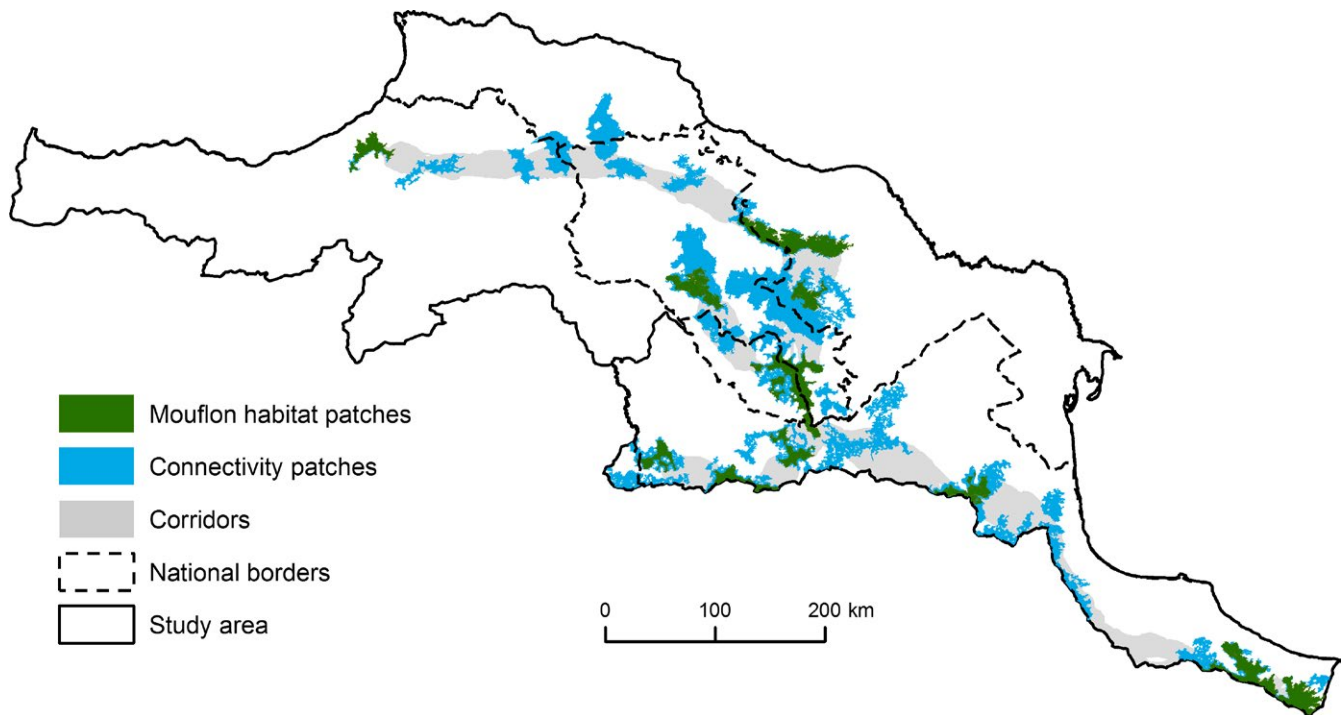 Mouflon habitat patches
Connectivity patches
Corridors
National borders
Study area
0 100 200 km